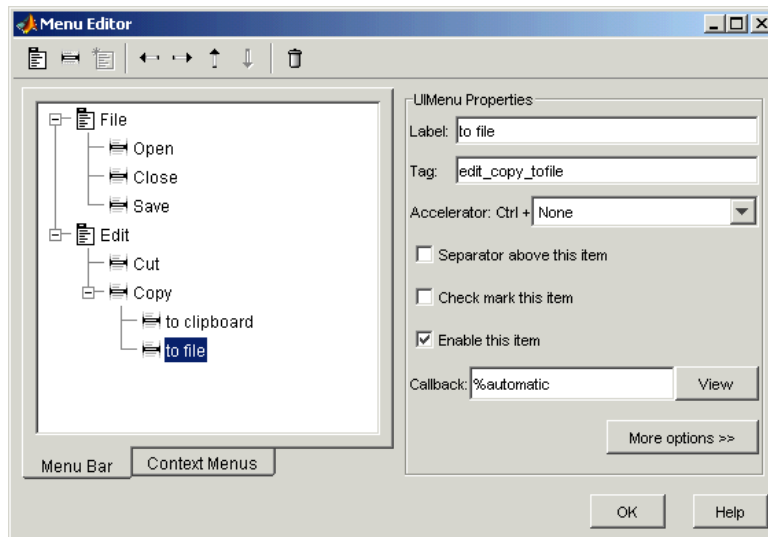 Menu Editor
File
Open
Close
Save
Edit
Cut
Copy
to clipboard
to file
Menu Bar
Context Menus
UIMenu Properties
Label: to file
Tag: edit_copy_tofile
Accelerator: Ctrl + None
Separator above this item
Check mark this item
Enable this item
Callback: %automatic View
More options >>
OK Help